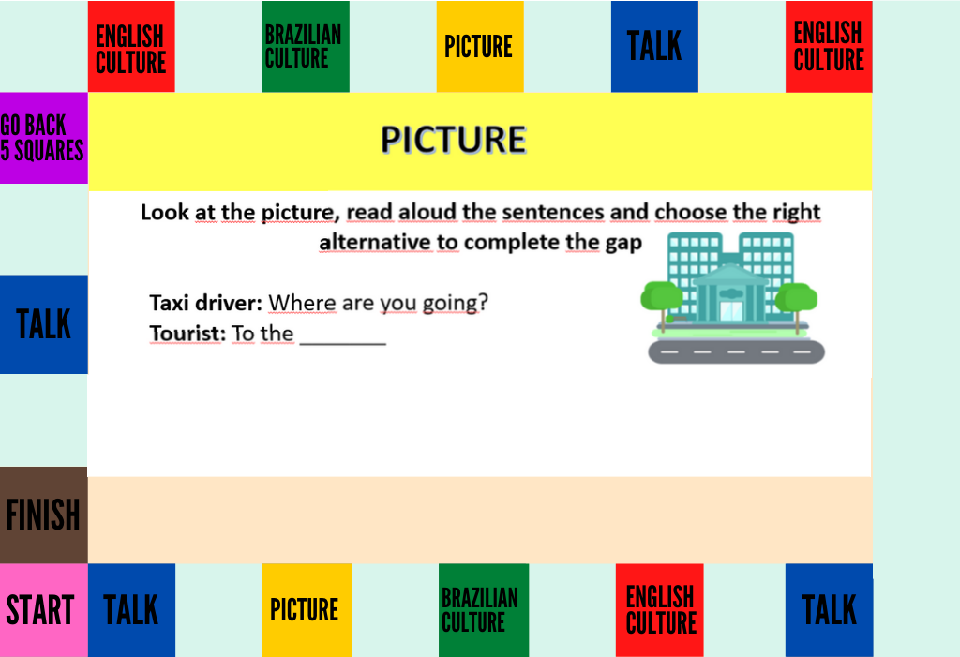 ENGLISH
CULTURE
BRAZILIAN
CULTURE
PICTURE
TALK
ENGLISH
CULTURE
GO BACK
5 SQUARES
PICTURE
Look at the picture, read aloud the sentences and choose the right
alternative to complete the gap
Taxi driver: Where are you going?
Tourist: To the ________
TALK
FINISH
START
TALK
PICTURE
BRAZILIAN
CULTURE
ENGLISH
CULTURE
TALK